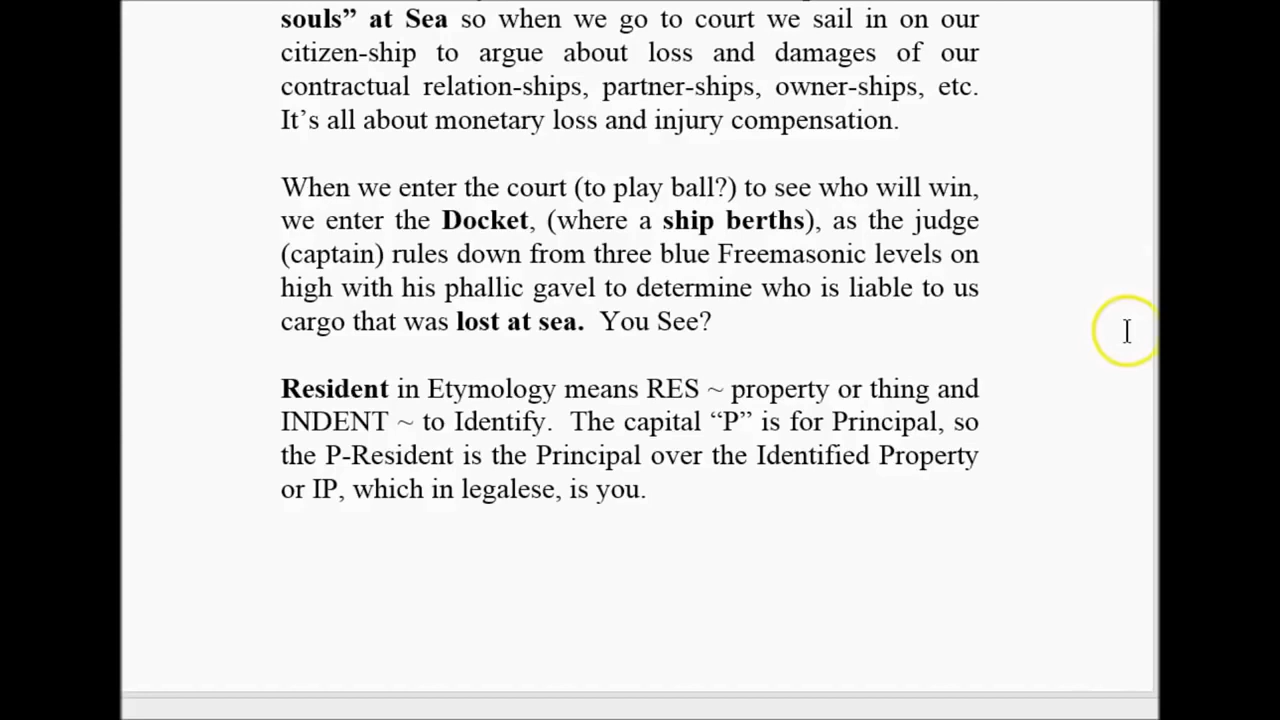 souls” at Sea so when we go to court we sail in on our
citizen-ship to argue about loss and damages of our
contractual relation-ships, partner-ships, owner-ships, etc.
It’s all about monetary loss and injury compensation.
When we enter the court (to play ball?) to see who will win,
we enter the Docket, (where a ship berths), as the judge
(captain) rules down from three blue Freemasonic levels on
high with his phallic gavel to determine who is liable to us
cargo that was lost at sea.  You See?
Resident in Etymology means RES ~ property or thing and
INDENT ~ to Identify.  The capital “P” is for Principal, so
the P-Resident is the Principal over the Identified Property
or IP, which in legalese, is you.